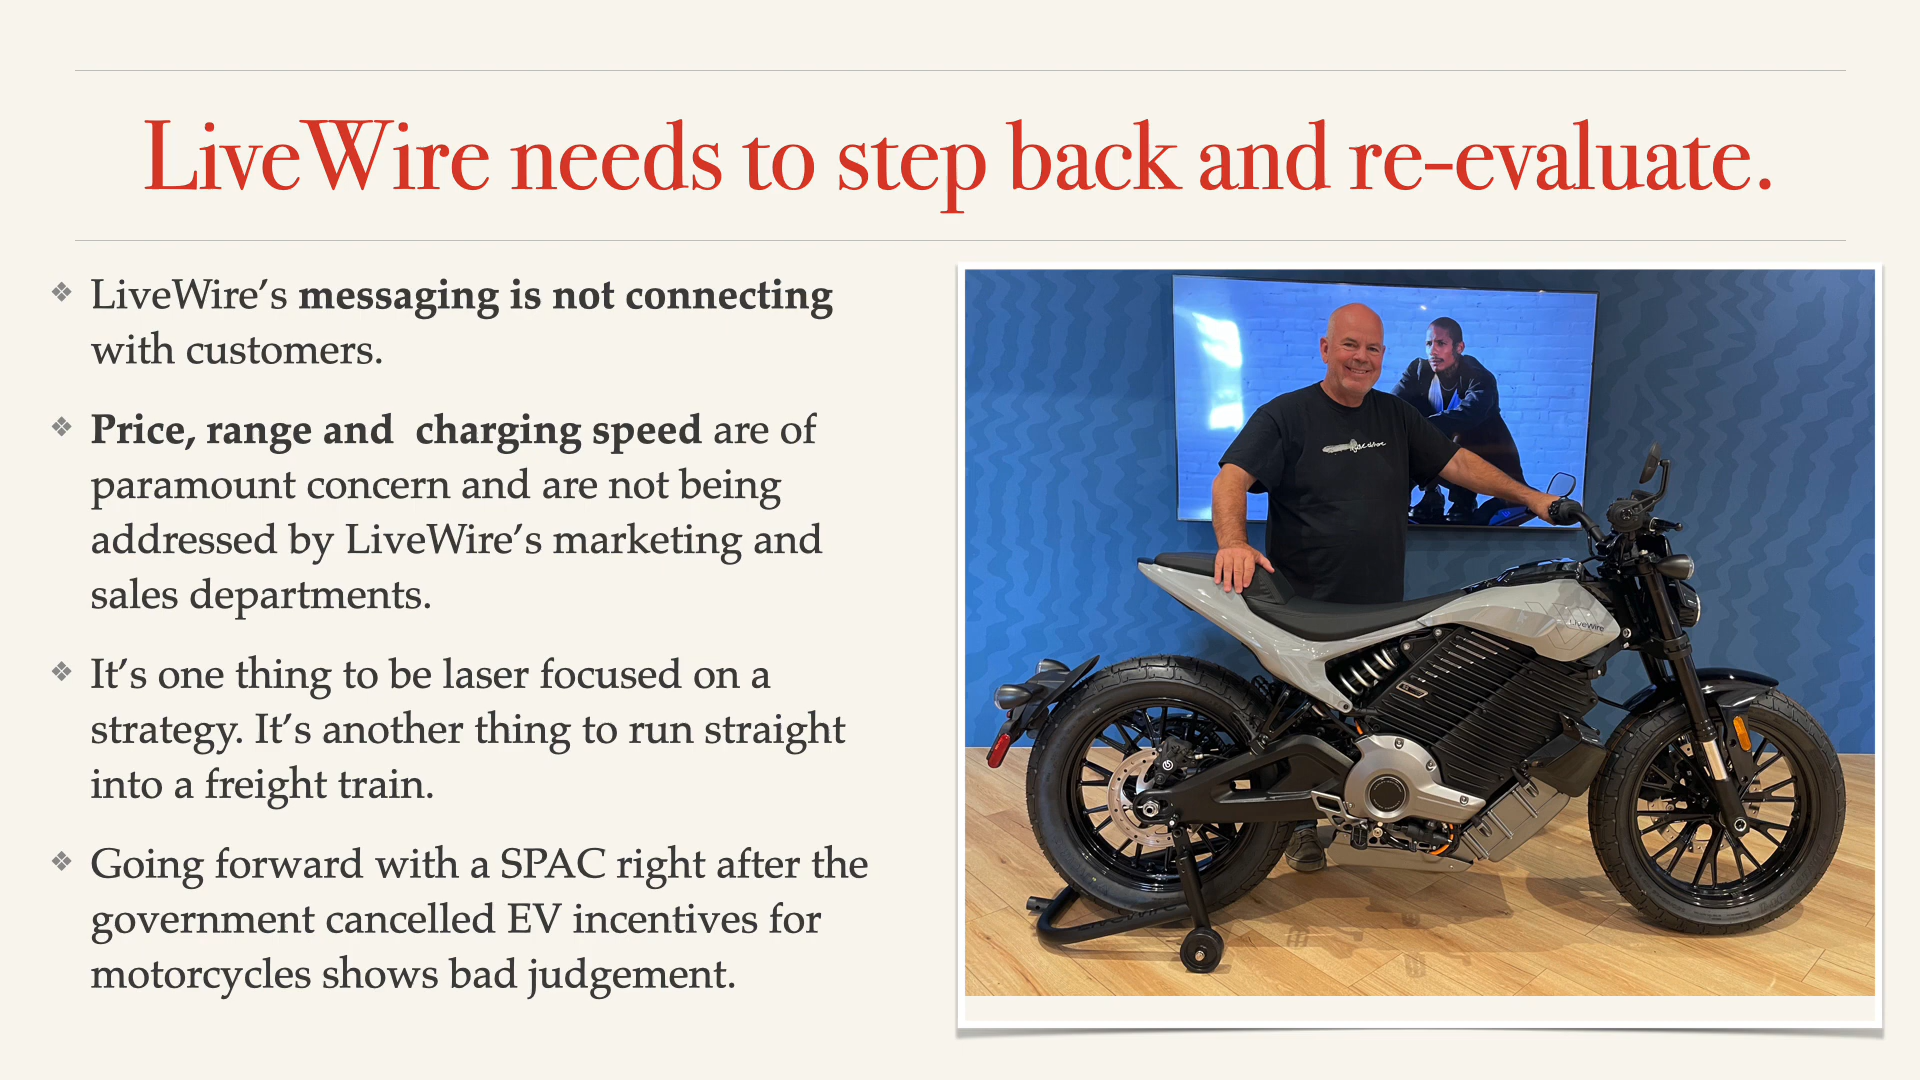 LiveWire needs to step back and re-evaluate.
❖ LiveWire’s messaging is not connecting
with customers.
❖ Price, range and  charging speed are of
paramount concern and are not being
addressed by LiveWire’s marketing and
sales departments.
❖ It’s one thing to be laser focused on a
strategy. It’s another thing to run straight
into a freight train.
❖ Going forward with a SPAC right after the
government cancelled EV incentives for
motorcycles shows bad judgement.
LiveWire